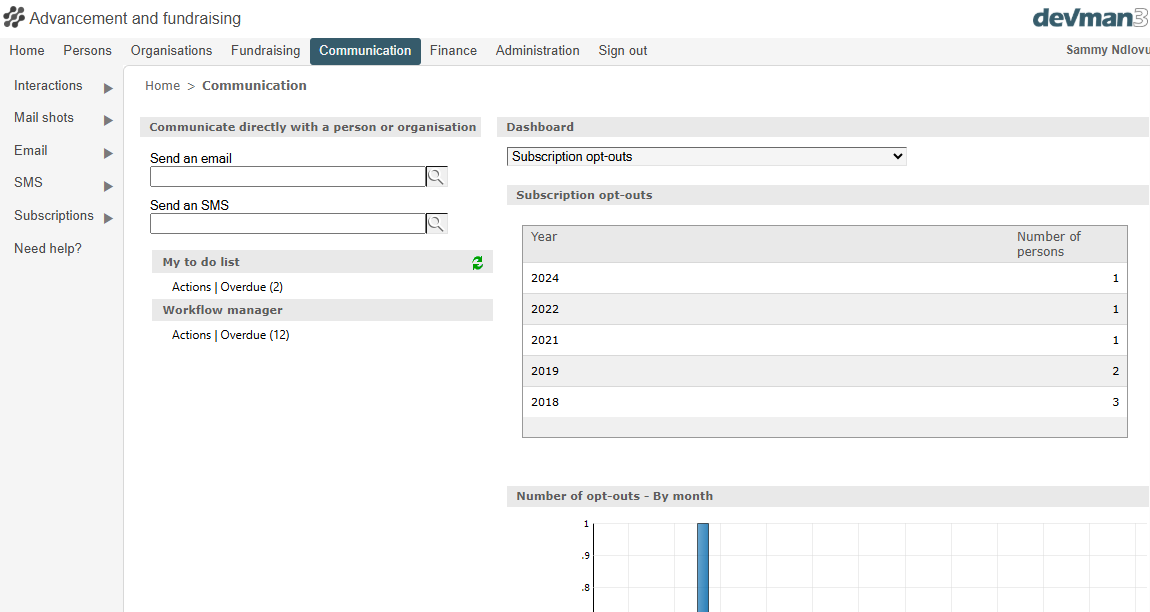 Advancement and fundraising
devman3
Home Persons Organisations Fundraising Communication Finance Administration Sign out
Sammy Ndlovu
Interactions
Mail shots
Email
SMS
Subscriptions
Need help?
Home > Communication
Communicate directly with a person or organisation
Send an email
Send an SMS
My to do list
Actions | Overdue (2)
Workflow manager
Actions | Overdue (12)
Dashboard
Subscription opt-outs
Subscription opt-outs
Year Number of
persons
2024 1
2022 1
2021 1
2019 2
2018 3
Number of opt-outs - By month
1
.9
.8